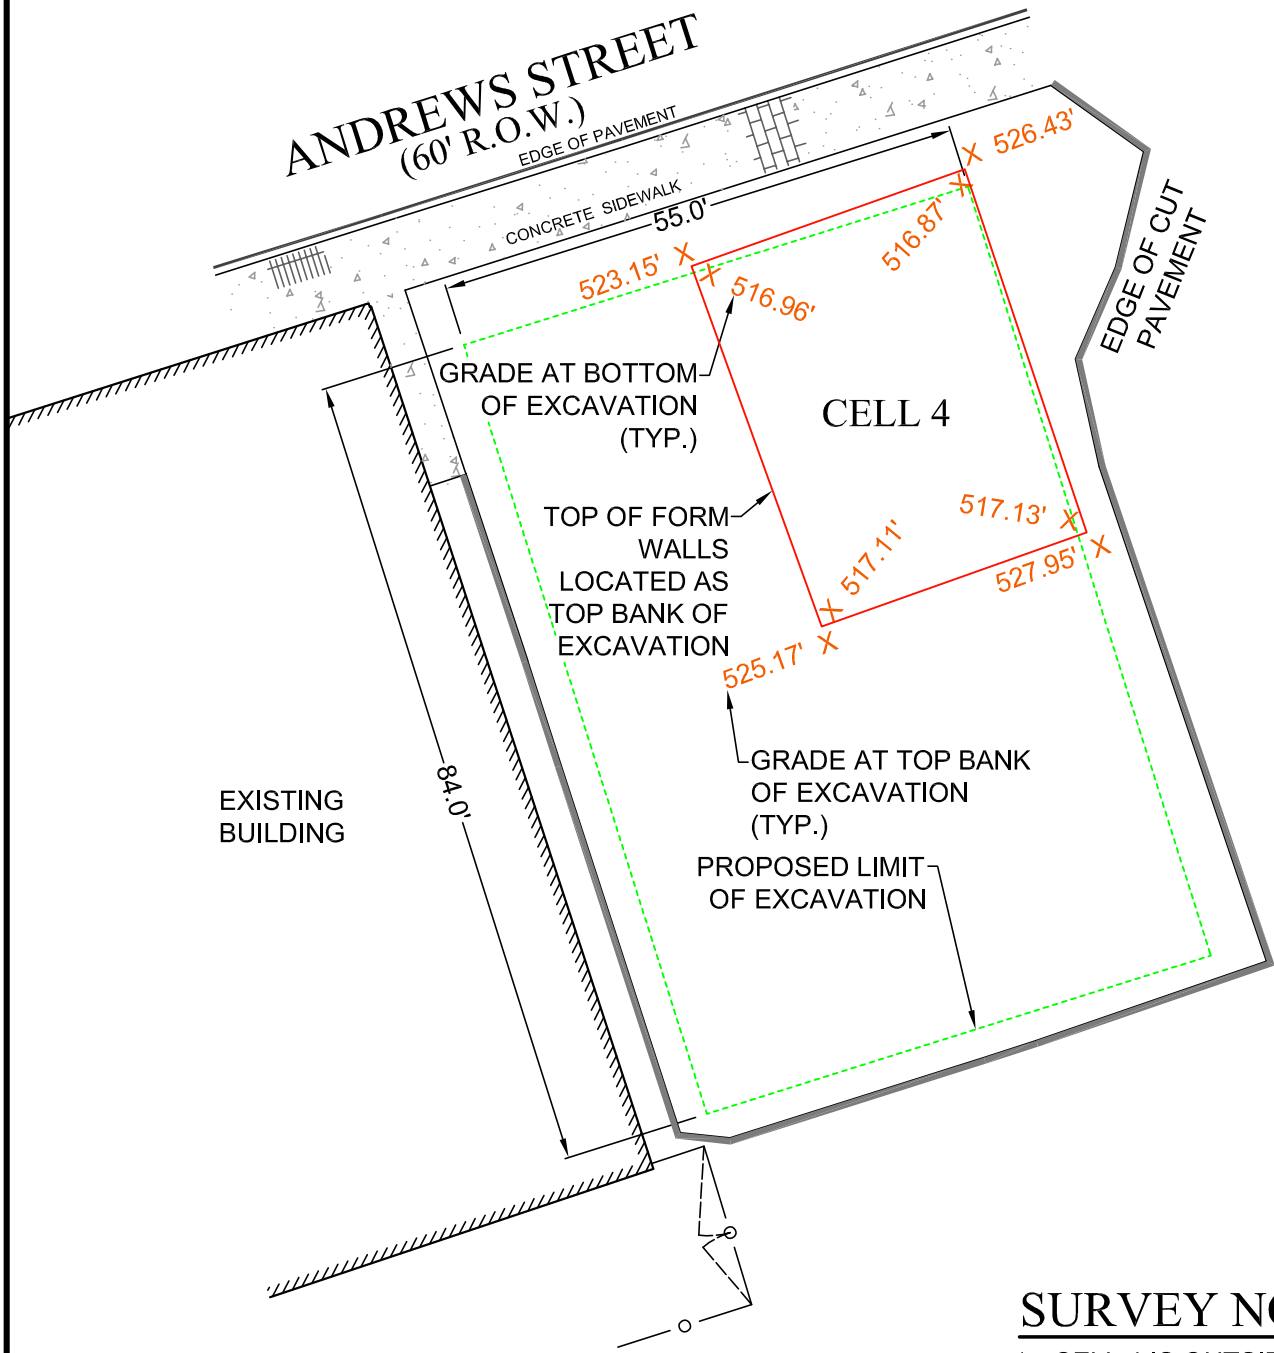 ANDREWS STREET
(60' R.O.W.)
EDGE OF PAVEMENT
CONCRETE SIDEWALK
55.0'
X 526.43'
X
516.87'
523.15' X
X 516.96'
EDGE OF CUT
PAVEMENT
GRADE AT BOTTOM
OF EXCAVATION
(TYP.)
CELL 4
TOP OF FORM
WALLS
LOCATED AS
TOP BANK OF
EXCAVATION
517.13' X
527.95' X
X 517.11'
525.17' X
84.0'
GRADE AT TOP BANK
OF EXCAVATION
(TYP.)
EXISTING
BUILDING
PROPOSED LIMIT
OF EXCAVATION
SURVEY NO